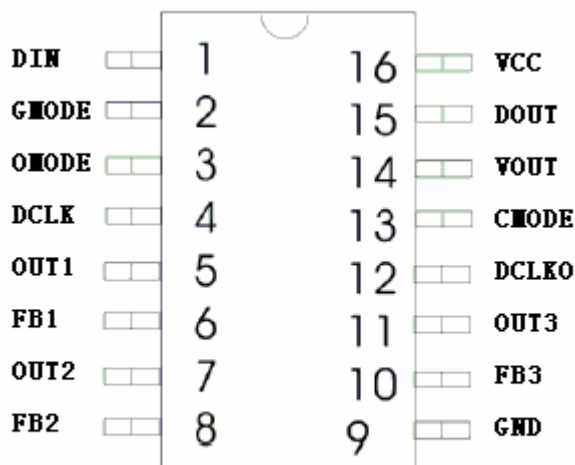 DIN 1 16 VCC
GMODE 2 15 DOUT
OMODE 3 14 VOUT
DCLK 4 13 CMODE
OUT1 5 12 DCLKO
FB1 6 11 OUT3
OUT2 7 10 FB3
FB2 8 9 GND